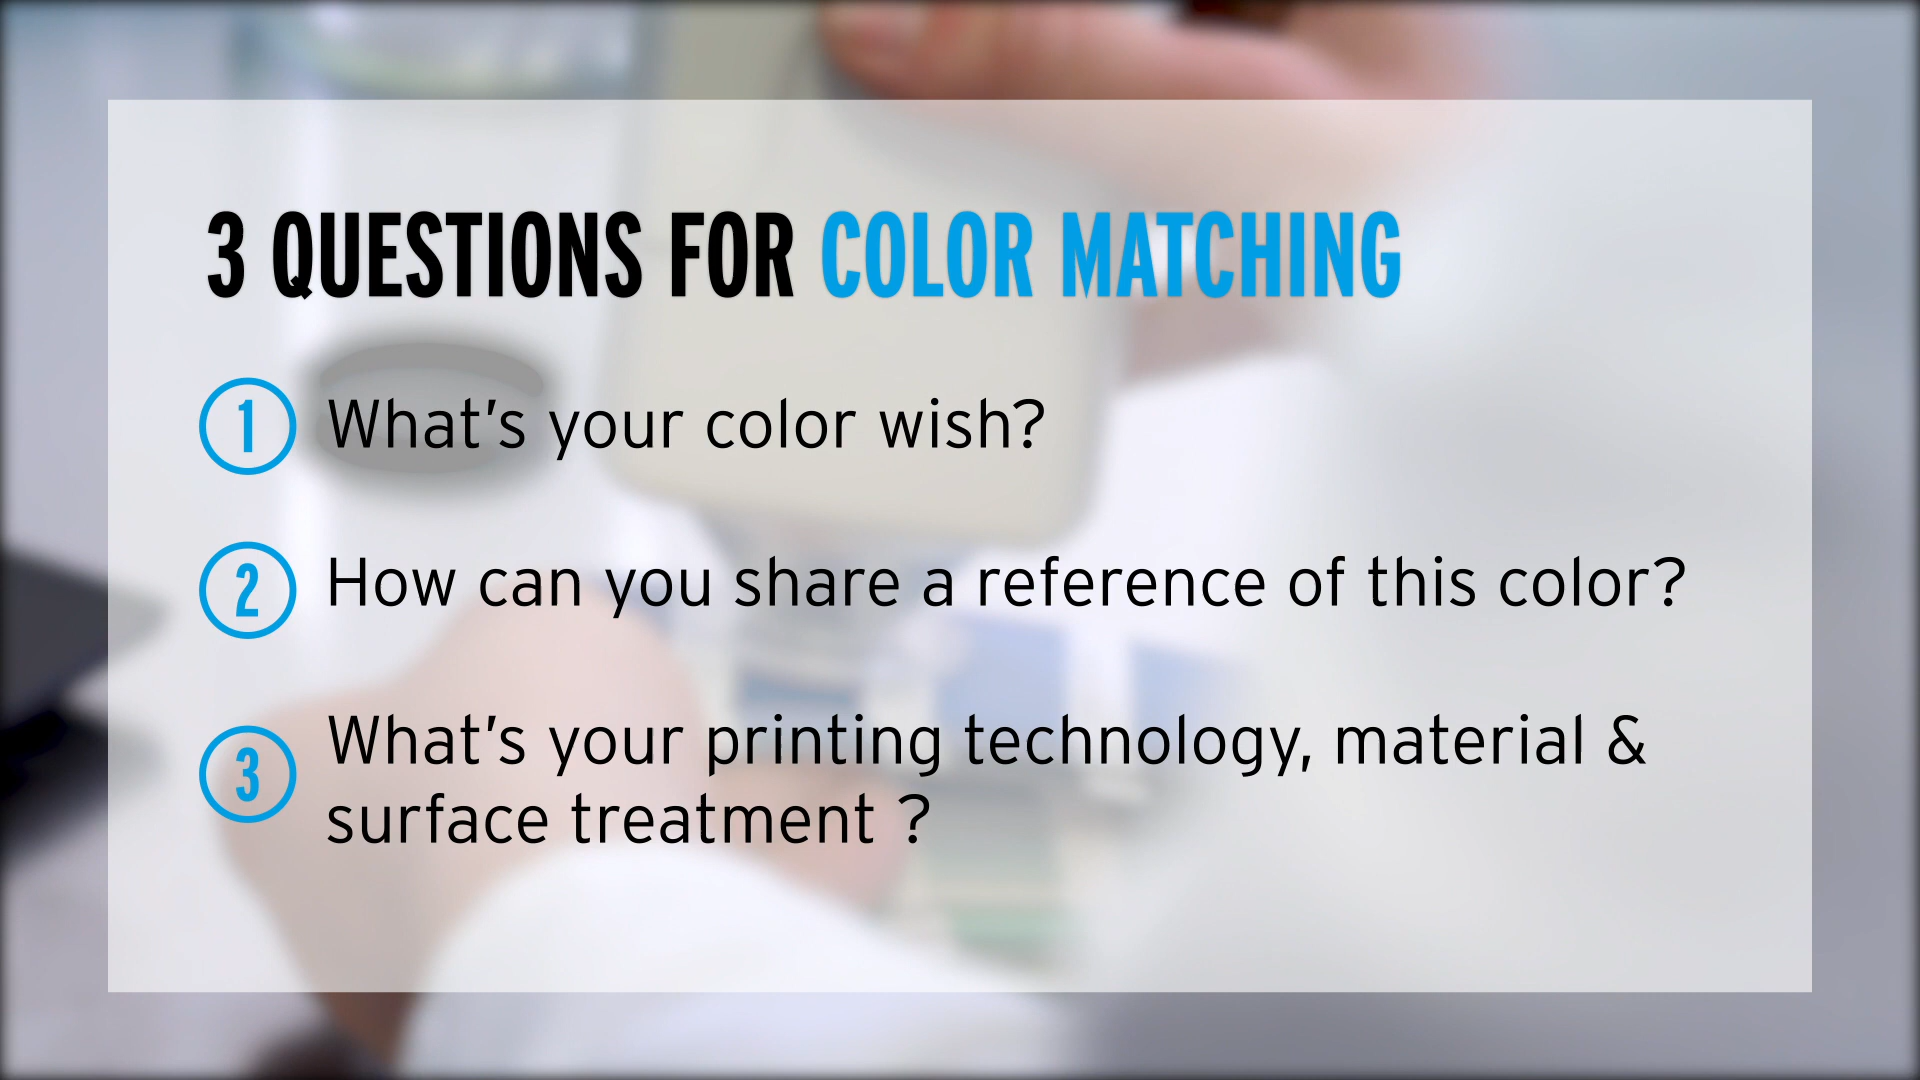 3 QUESTIONS FOR COLOR MATCHING
1 What's your color wish?
2 How can you share a reference of this color?
3 What's your printing technology, material &
surface treatment ?